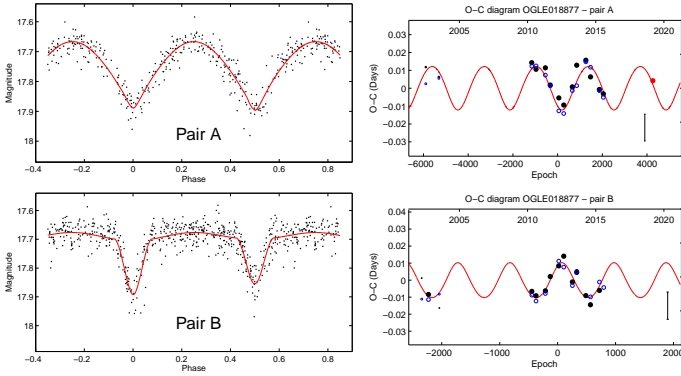 17.6
17.7
17.8
17.9
18
Magnitude
Pair A
−0.4 −0.2 0 0.2 0.4 0.6 0.8
Phase
O−C diagram OGLE018877 − pair A
2005 2010 2015 2020
0.04
0.03
0.02
0.01
0
−0.01
−0.02
−0.03
O−C (Days)
−6000 −4000 −2000 0 2000 4000
Epoch
17.6
17.7
17.8
17.9
18
Magnitude
Pair B
−0.4 −0.2 0 0.2 0.4 0.6 0.8
Phase
O−C diagram OGLE018877 − pair B
2005 2010 2015 2020
0.04
0.03
0.02
0.01
0
−0.01
−0.02
−0.03
O−C (Days)
−2000 −1000 0 1000 2000
Epoch